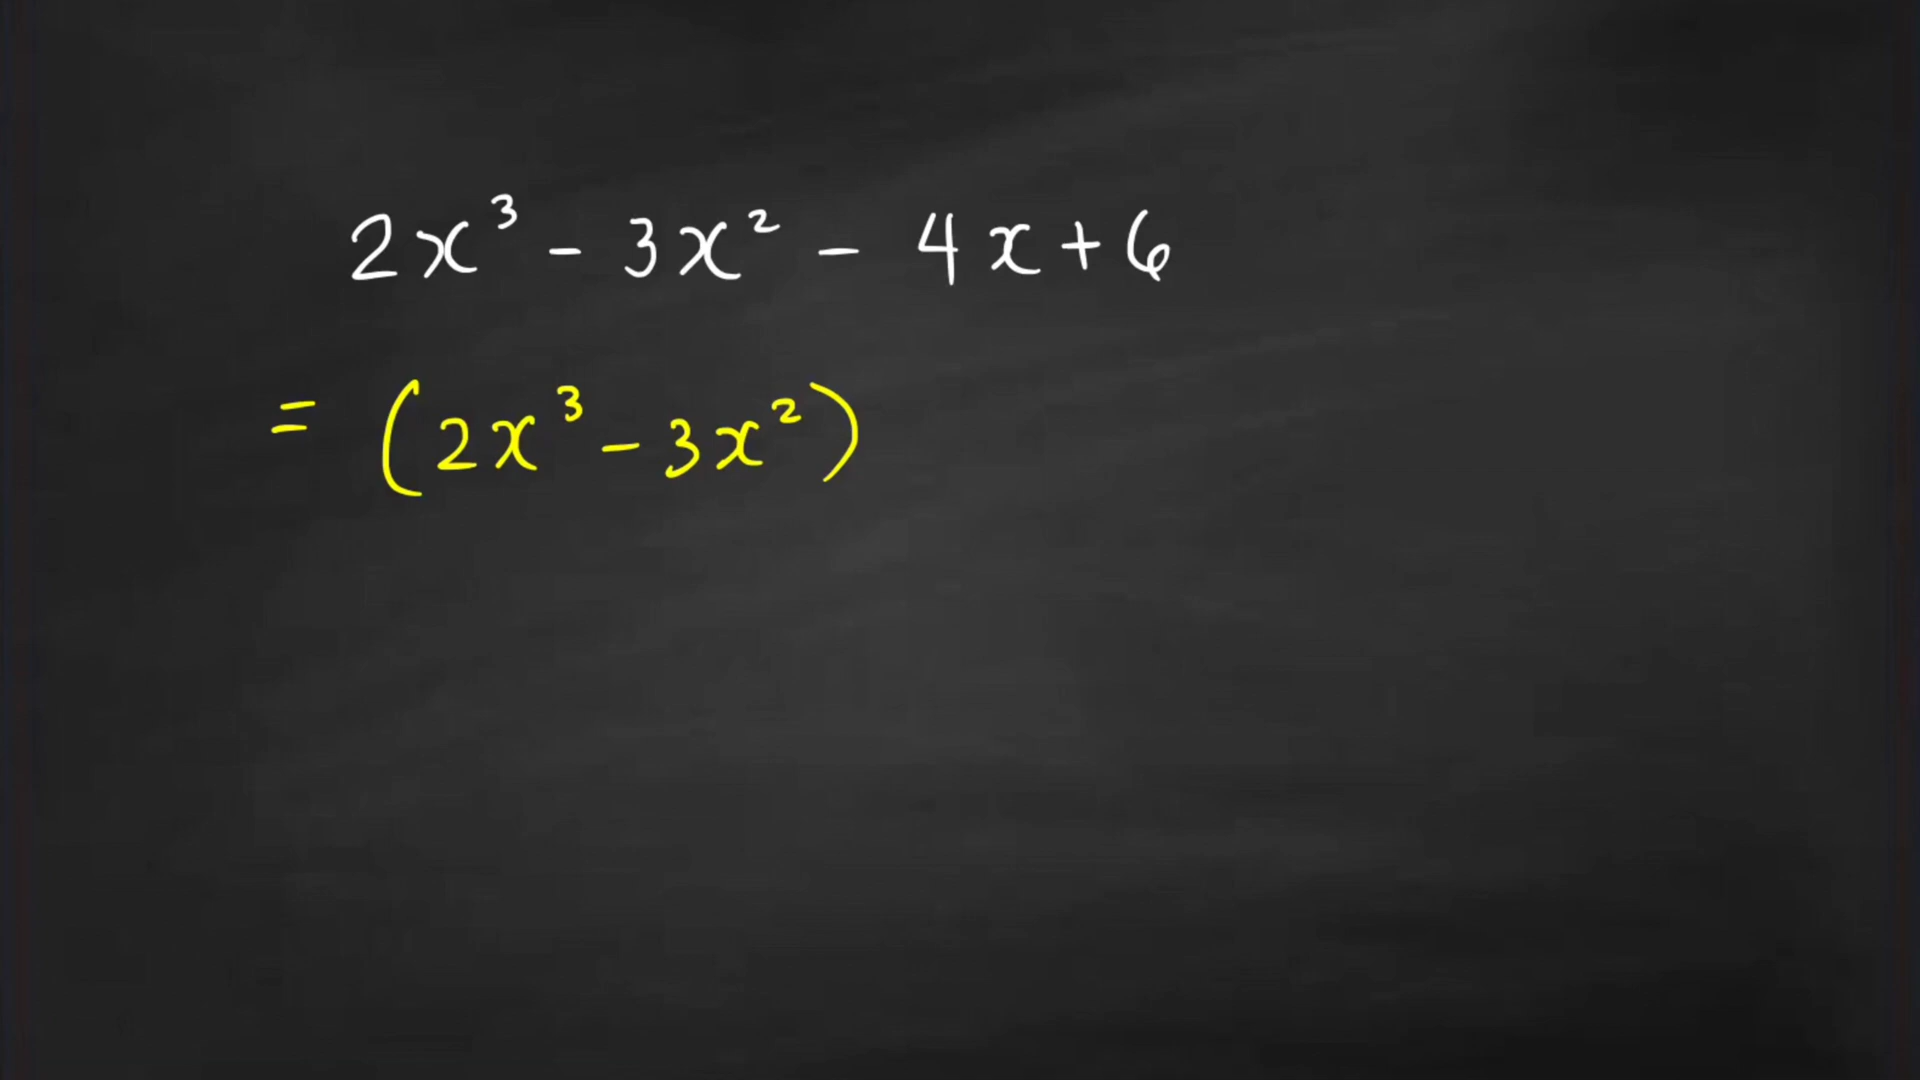 2x³ - 3x² - 4x + 6
= (2x³ - 3x²)